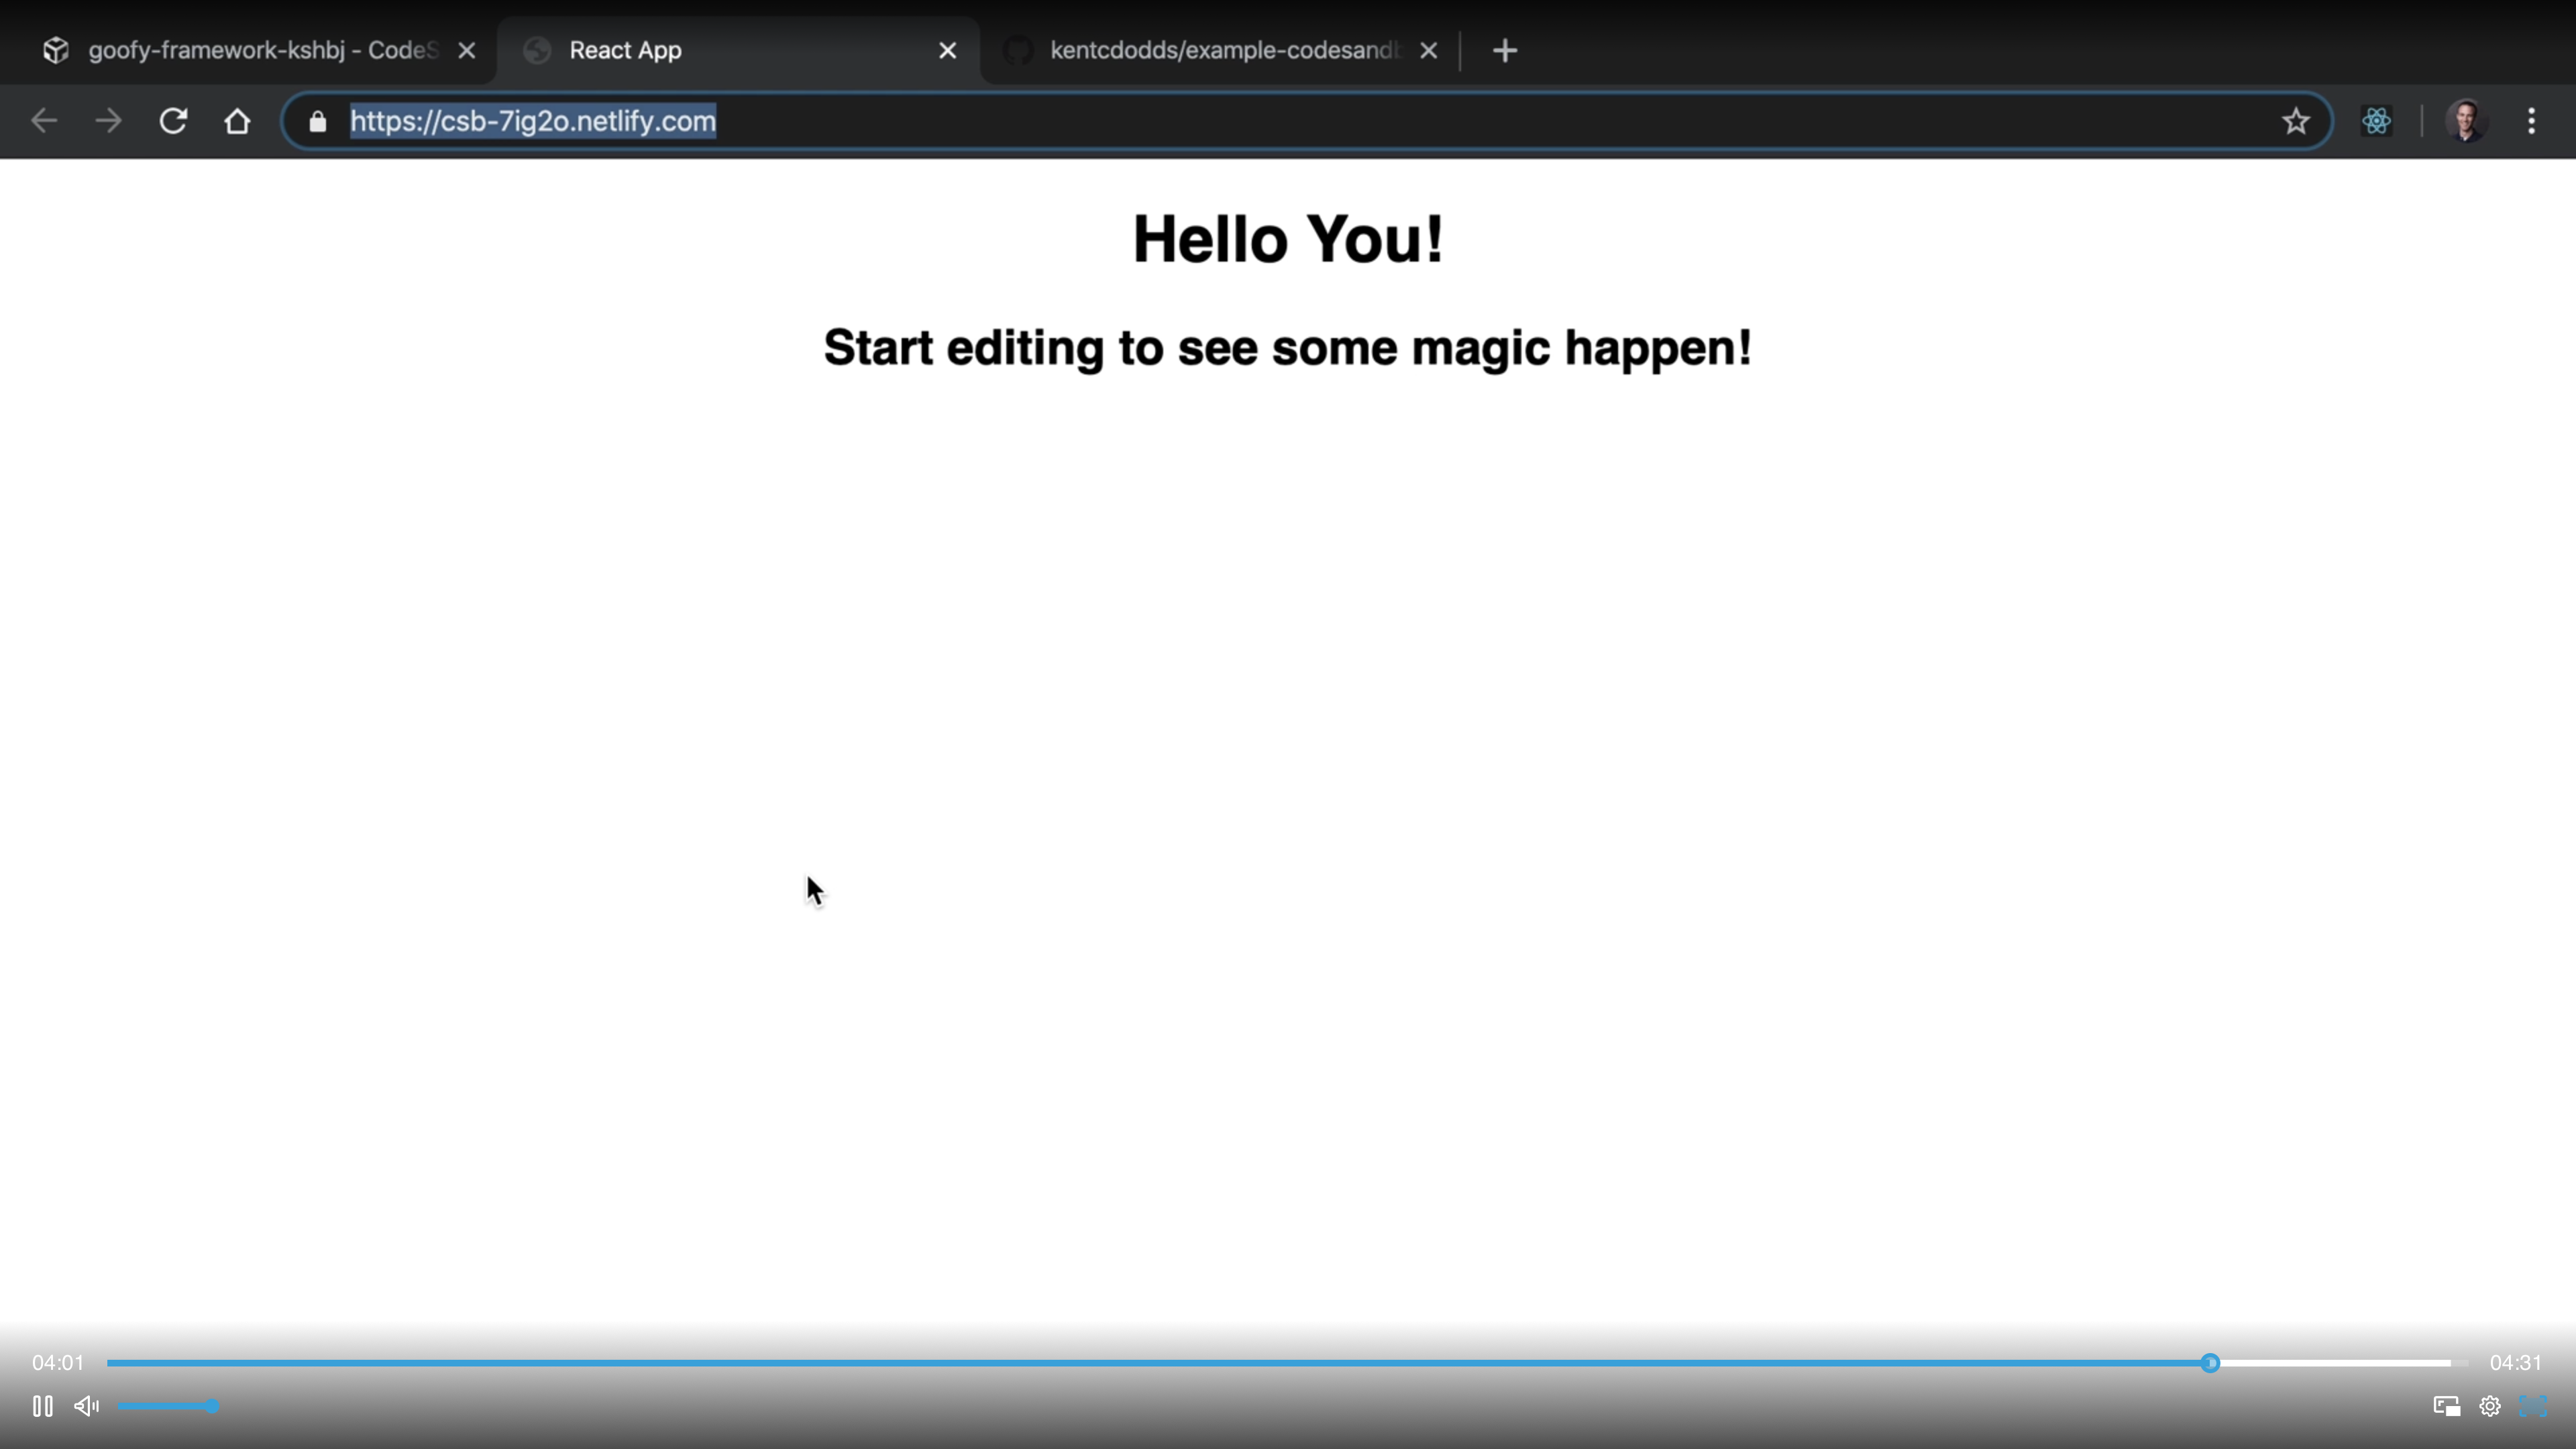 goofy-framework-kshbj - CodeS
React App
kentcdodds/example-codesandb
https://csb-7ig2o.netlify.com
Hello You!
Start editing to see some magic happen!
04:01
04:31